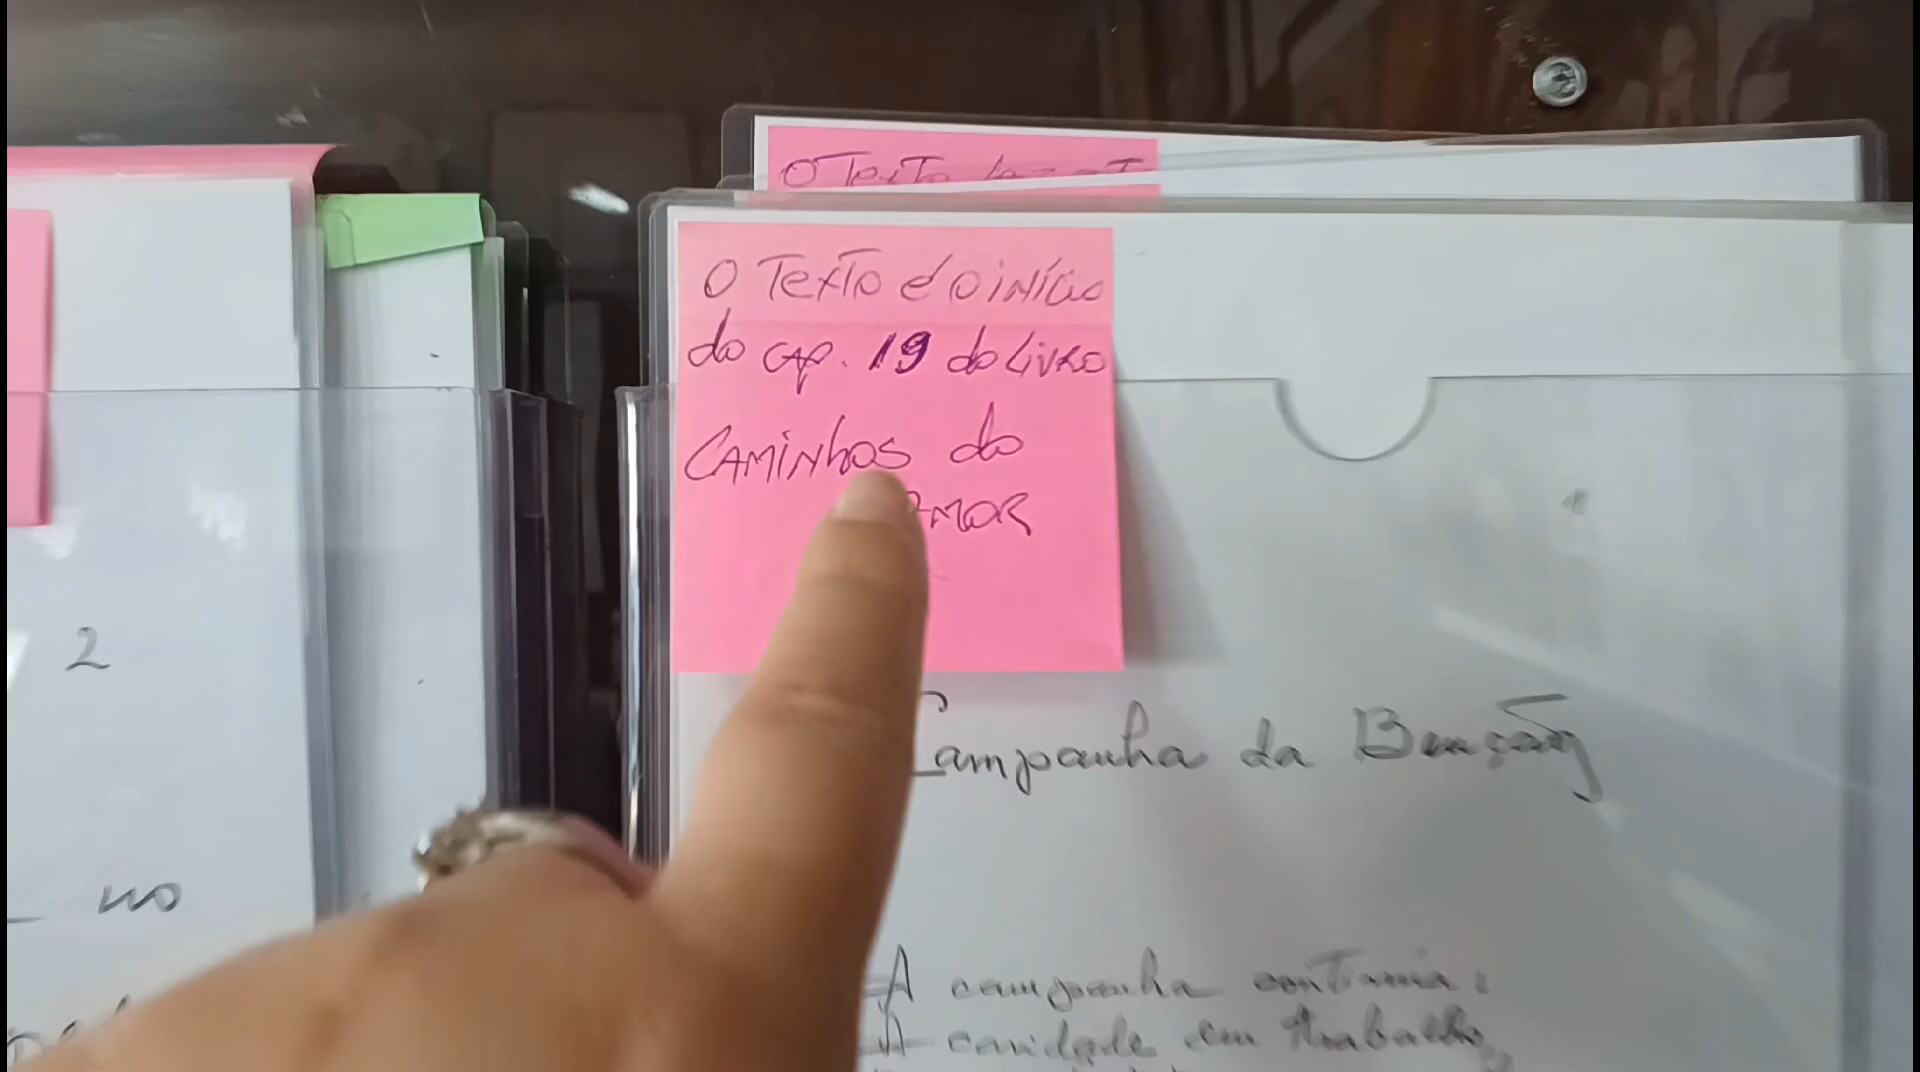 2
no
O Texto
O Texto é o início
do cap. 19 do Livro
Caminhos do
Amor
Campanha da Benção
A campanha continua:
A caridade em trabalho,